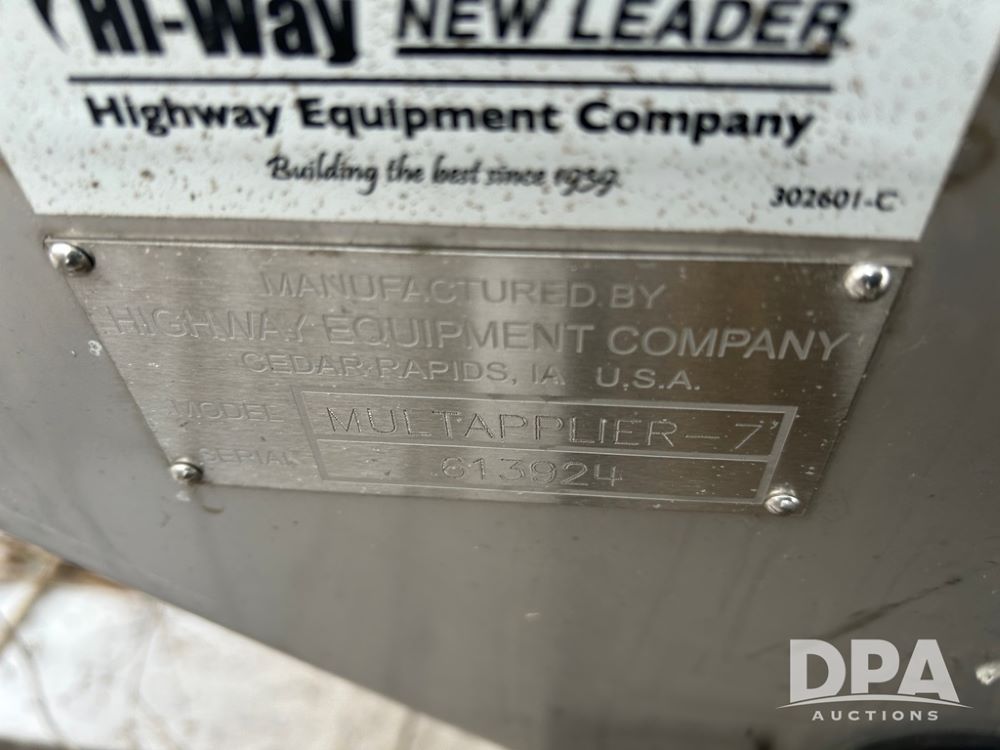 Hi-Way NEW LEADER
Highway Equipment Company
Building the best since 1939
302601-C
MANUFACTURED BY
HIGHWAY EQUIPMENT COMPANY
CEDAR RAPIDS, IA U.S.A.
MODEL MULTAPPLIER-7'
SERIAL 613924
DPA
AUCTIONS